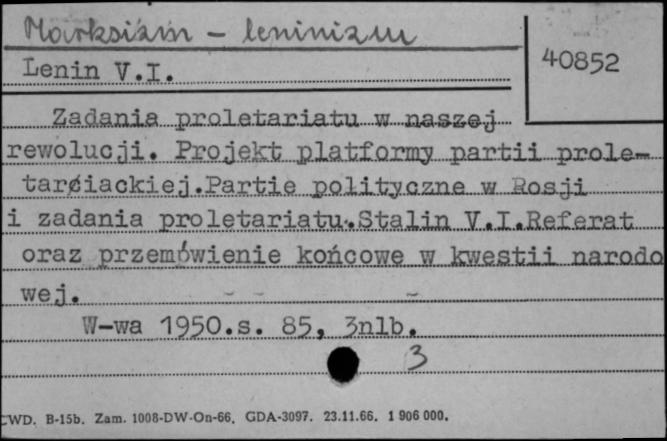 Marksizm - leninizm
40852
Lenin V.I.
Zadania proletariatu w naszej
rewolucji. Projekt platformy partii prole-
tarciackiej.Partie polityczne w Rosji
i zadania proletariatu.Stalin V.I.Referat
oraz przemówienie końcowe w kwestii narodo
wej.
W-wa 1950.s. 85, 3nlb.
3
CWD. B-15b. Zam. 1008-DW-On-66. GDA-3097. 23.11.66. 1 906 000.